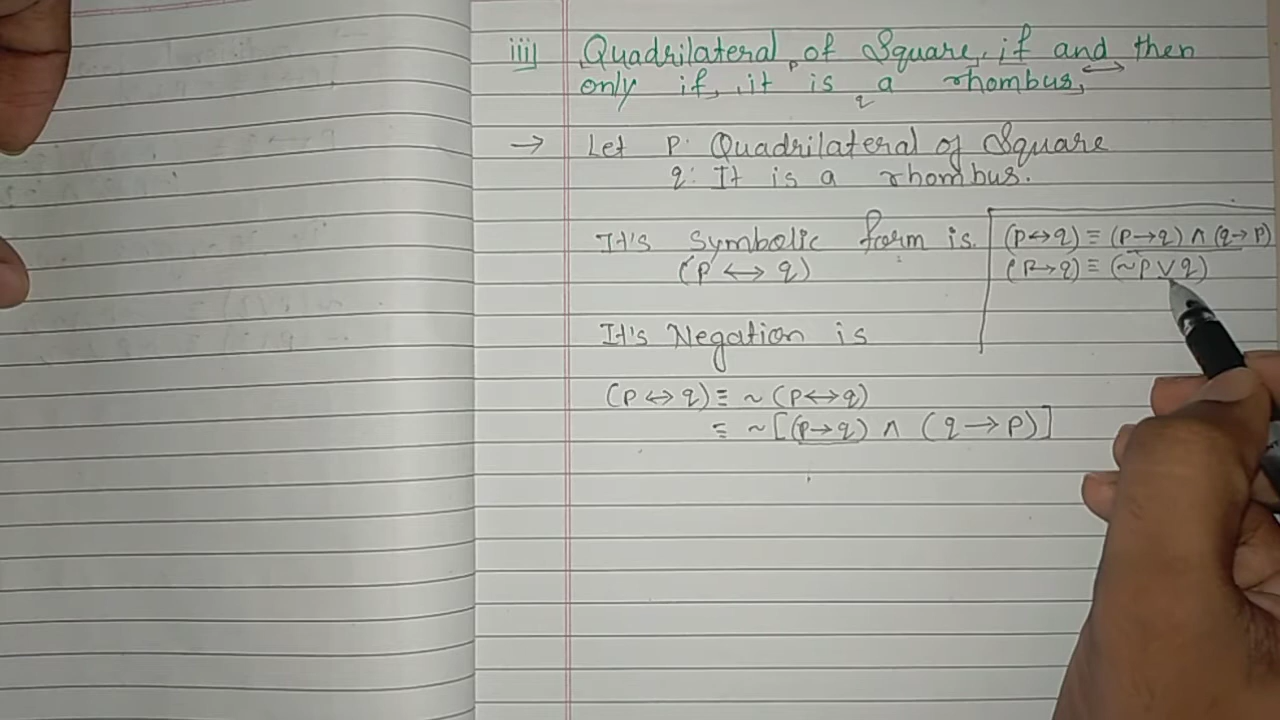 iii) Quadrilateral of Square, if and then
p
only if, it is a rhombus,
↔
q
→ Let p: Quadrilateral of Square
q: It is a rhombus.
It's Symbolic form is
(p ↔ q)
(p↔q) ≡ (p→q) ∧ (q→p)
(p→q) ≡ (~p∨q)
It's Negation is
(p ↔ q) ≡ ~(p↔q)
≡ ~[(p→q) ∧ (q→p)]